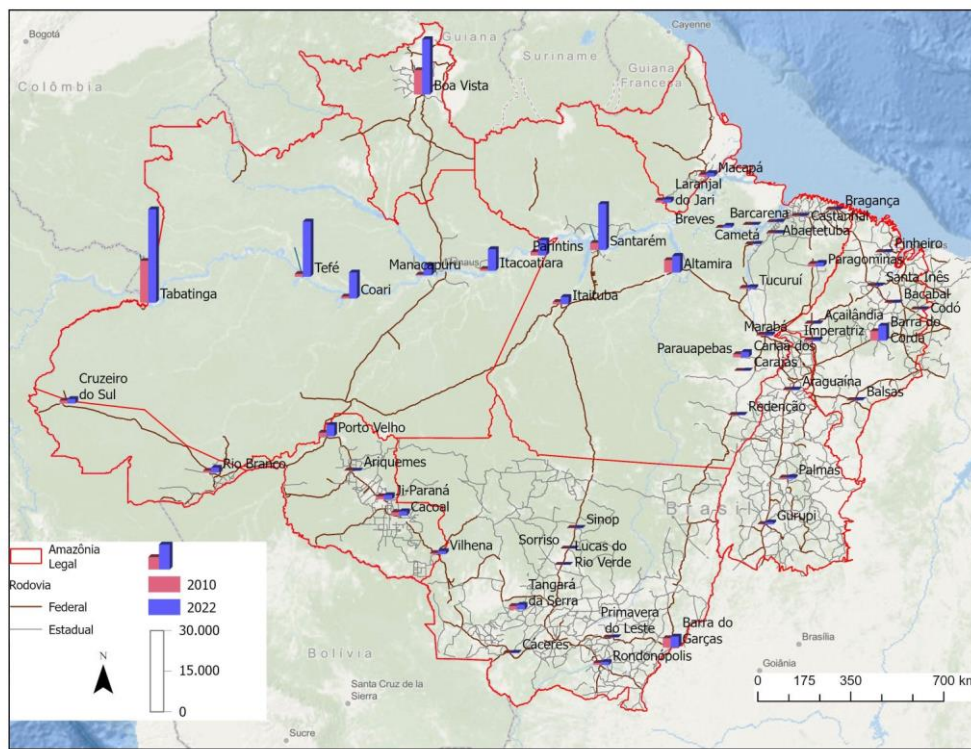 Bogotá
Colômbia
Guiana
Suriname
Cayenne
Guiana
Francesa
Boa Vista
Macapá
Laranjal
do Jari
Breves
Barcarena
Castanhal
Bragança
Cametá
Abaetetuba
Pinheiro
Paragominas
Santa Inês
Bacabal
Codó
Tucuruí
Açailândia
Imperatriz
Barra do
Corda
Marabá
Parauapebas
Canaã dos
Carajás
Araguaína
Balsas
Redenção
Tabatinga
Tefé
Coari
Manacapuru
Manaus
Itacoatiara
Parintins
Santarém
Altamira
Itaituba
Cruzeiro
do Sul
Rio Branco
Porto Velho
Ariquemes
Ji-Paraná
Cacoal
Vilhena
Sinop
Sorriso
Lucas do
Rio Verde
Palmas
Brasil
Gurupi
Tangará
da Serra
Primavera
do Leste
Barra do
Garças
Cáceres
Rondonópolis
Bolívia
Santa Cruz de la
Sierra
Sucre
Brasília
Goiânia
Amazônia
Legal
Rodovia
Federal
Estadual
N
2010
2022
30.000
15.000
0
0 175 350 700 km